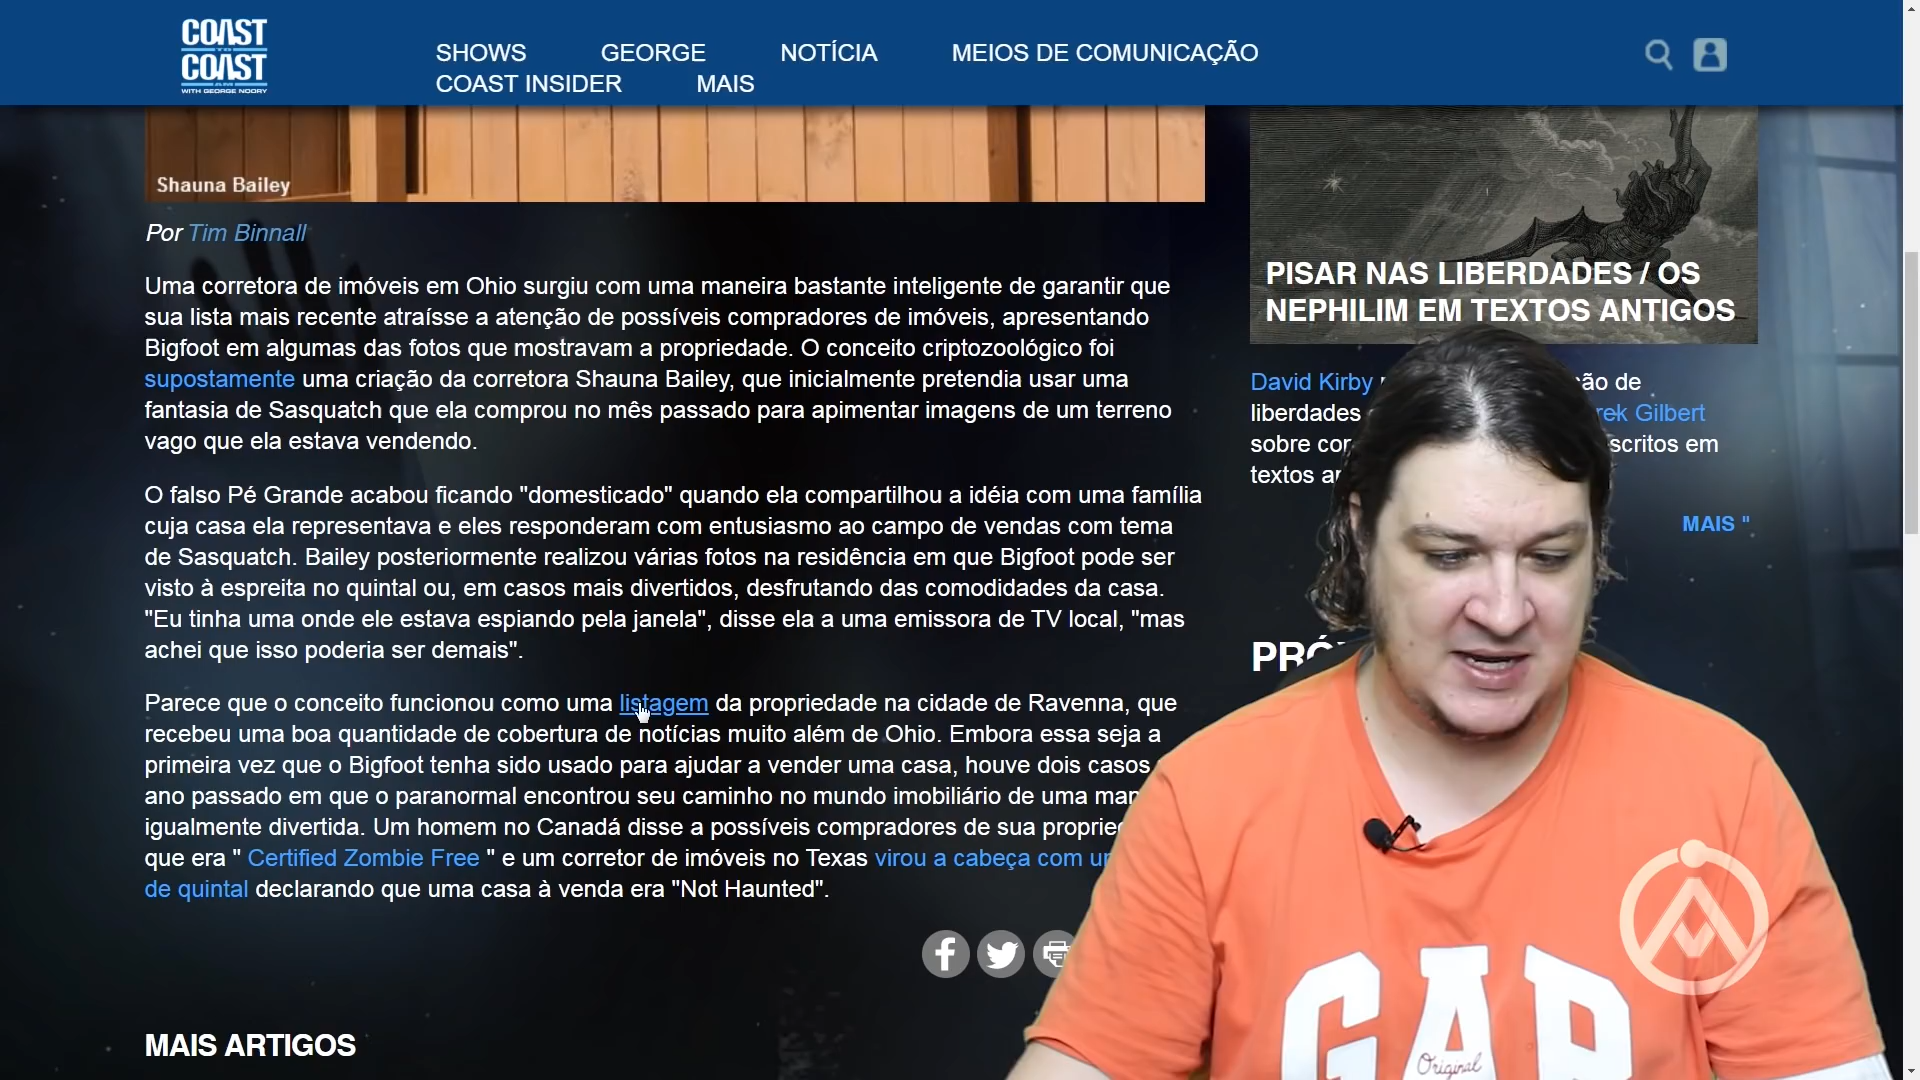 COAST
TO
COAST
AM
WITH GEORGE NOORY
SHOWS
GEORGE
NOTÍCIA
MEIOS DE COMUNICAÇÃO
COAST INSIDER
MAIS
Shauna Bailey
Por Tim Binnall
Uma corretora de imóveis em Ohio surgiu com uma maneira bastante inteligente de garantir que
sua lista mais recente atraísse a atenção de possíveis compradores de imóveis, apresentando
Bigfoot em algumas das fotos que mostravam a propriedade. O conceito criptozoológico foi
supostamente uma criação da corretora Shauna Bailey, que inicialmente pretendia usar uma
fantasia de Sasquatch que ela comprou no mês passado para apimentar imagens de um terreno
vago que ela estava vendendo.
O falso Pé Grande acabou ficando "domesticado" quando ela compartilhou a idéia com uma família
cuja casa ela representava e eles responderam com entusiasmo ao campo de vendas com tema
de Sasquatch. Bailey posteriormente realizou várias fotos na residência em que Bigfoot pode ser
visto à espreita no quintal ou, em casos mais divertidos, desfrutando das comodidades da casa.
"Eu tinha uma onde ele estava espiando pela janela", disse ela a uma emissora de TV local, "mas
achei que isso poderia ser demais".
Parece que o conceito funcionou como uma listagem da propriedade na cidade de Ravenna, que
recebeu uma boa quantidade de cobertura de notícias muito além de Ohio. Embora essa seja a
primeira vez que o Bigfoot tenha sido usado para ajudar a vender uma casa, houve dois casos
ano passado em que o paranormal encontrou seu caminho no mundo imobiliário de uma
igualmente divertida. Um homem no Canadá disse a possíveis compradores de sua
que era " Certified Zombie Free " e um corretor de imóveis no Texas virou a cabeça com
de quintal declarando que uma casa à venda era "Not Haunted".
MAIS ARTIGOS
PISAR NAS LIBERDADES / OS
NEPHILIM EM TEXTOS ANTIGOS
David Kirby de
liberdades Gilbert
sobre
textos
MAIS "
GAP
Original